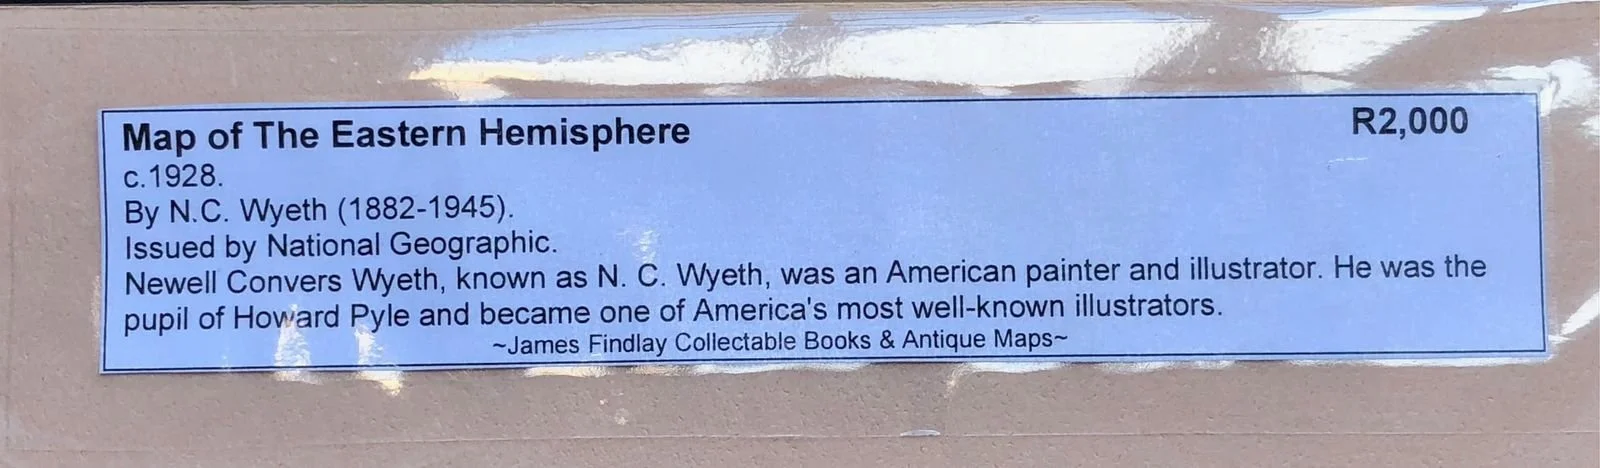 Map of The Eastern Hemisphere R2,000
c.1928.
By N.C. Wyeth (1882-1945).
Issued by National Geographic.
Newell Convers Wyeth, known as N. C. Wyeth, was an American painter and illustrator. He was the
pupil of Howard Pyle and became one of America's most well-known illustrators.
~James Findlay Collectable Books & Antique Maps~